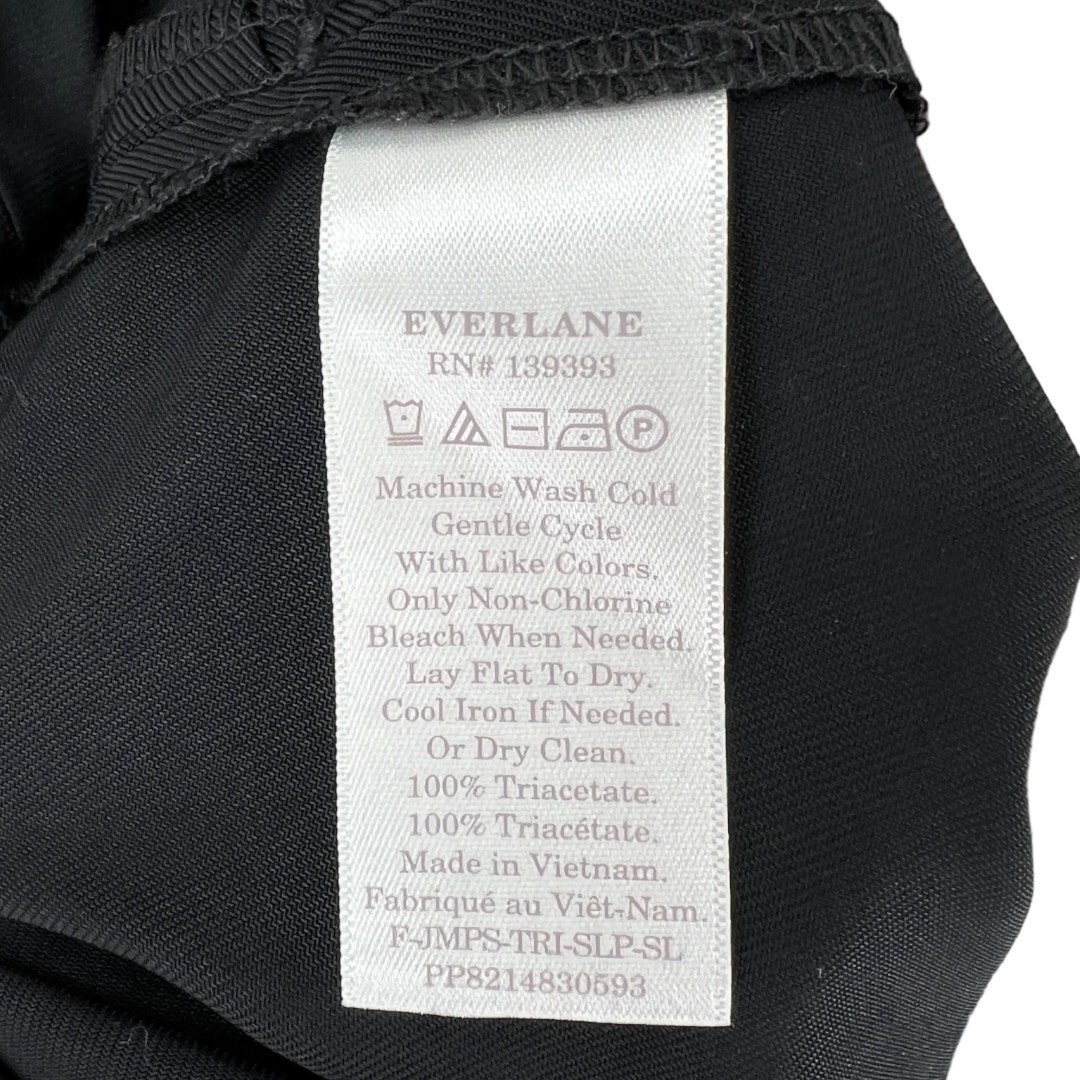 EVERLANE
RN# 139393
P
Machine Wash Cold
Gentle Cycle
With Like Colors.
Only Non-Chlorine
Bleach When Needed.
Lay Flat To Dry.
Cool Iron If Needed.
Or Dry Clean.
100% Triacetate.
100% Triacétate.
Made in Vietnam.
Fabriqué au Viêt-Nam.
F-JMPS-TRI-SLP-SL
PP8214830593